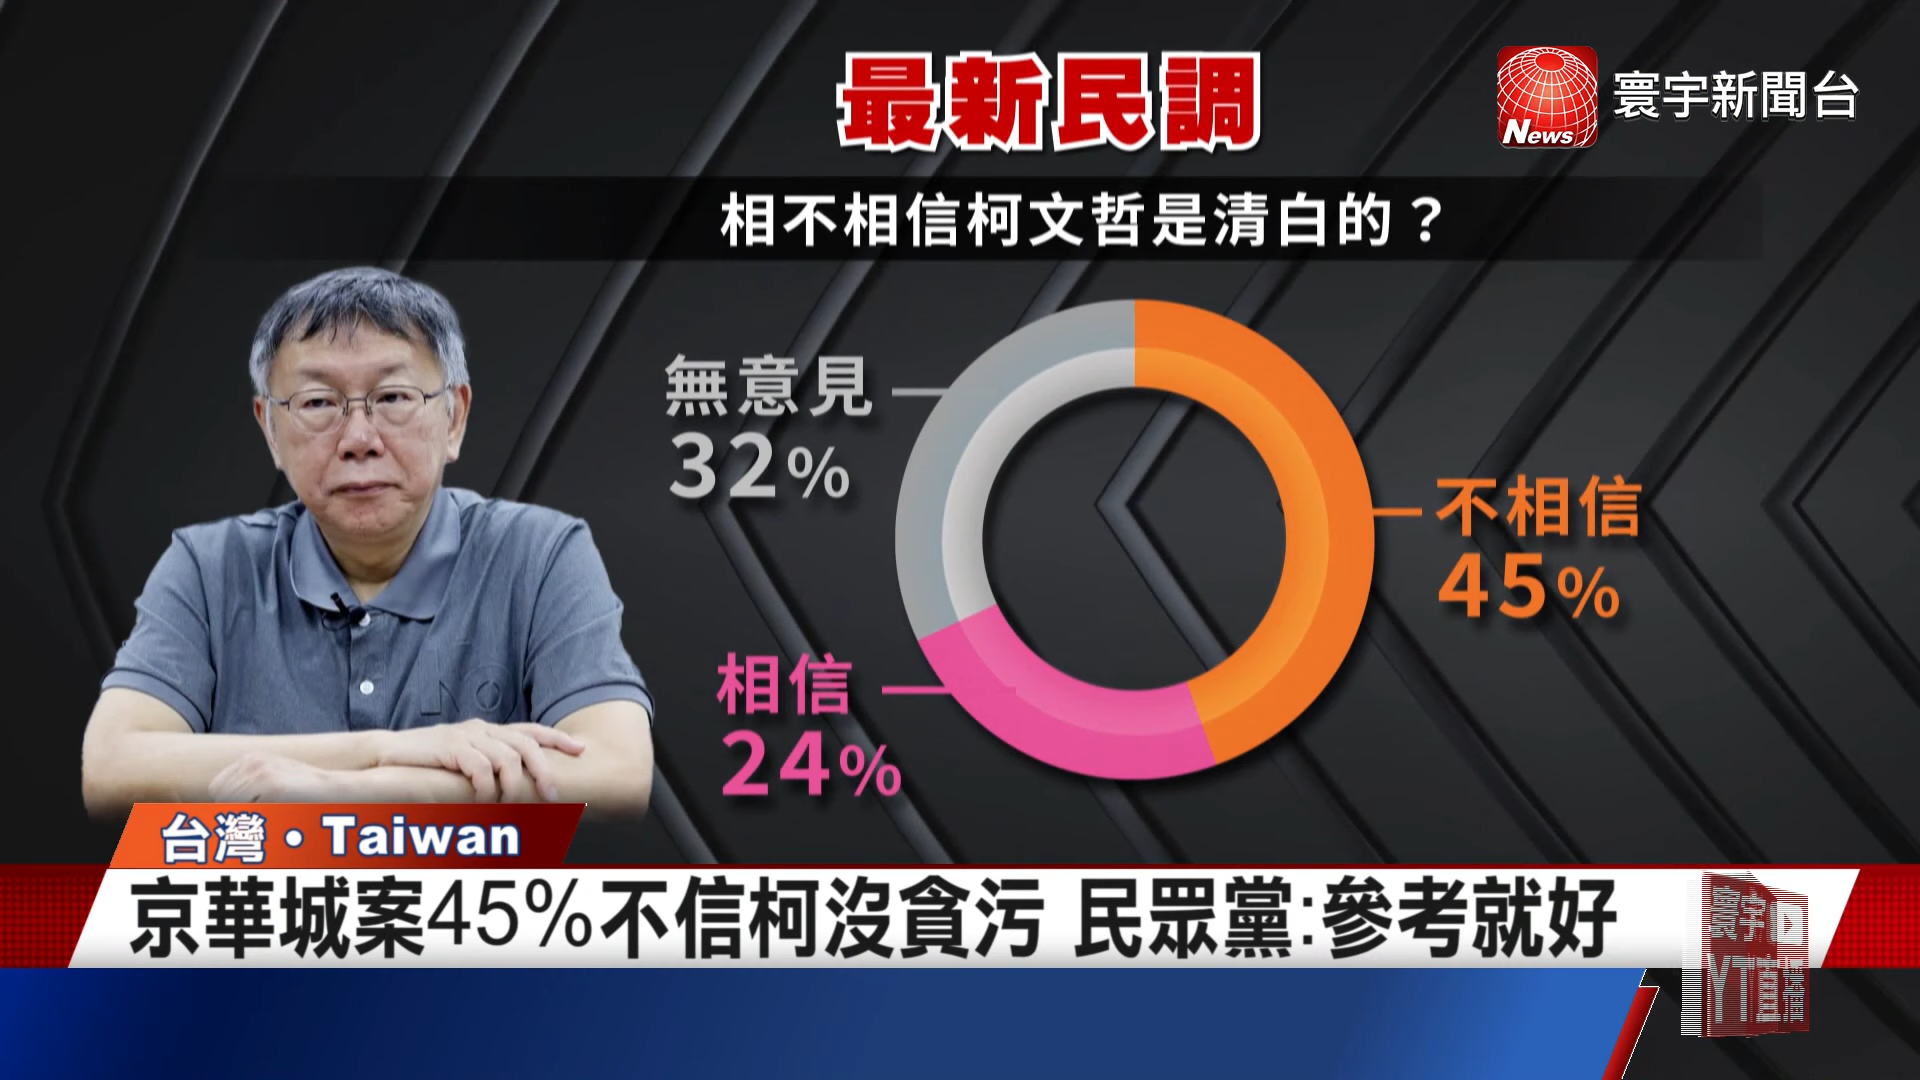 最新民調
News
寰宇新聞台
相不相信柯文哲是清白的？
無意見
32%
不相信
45%
相信
24%
台灣・Taiwan
京華城案45%不信柯沒貪污 民眾黨:參考就好
寰宇
YT直播